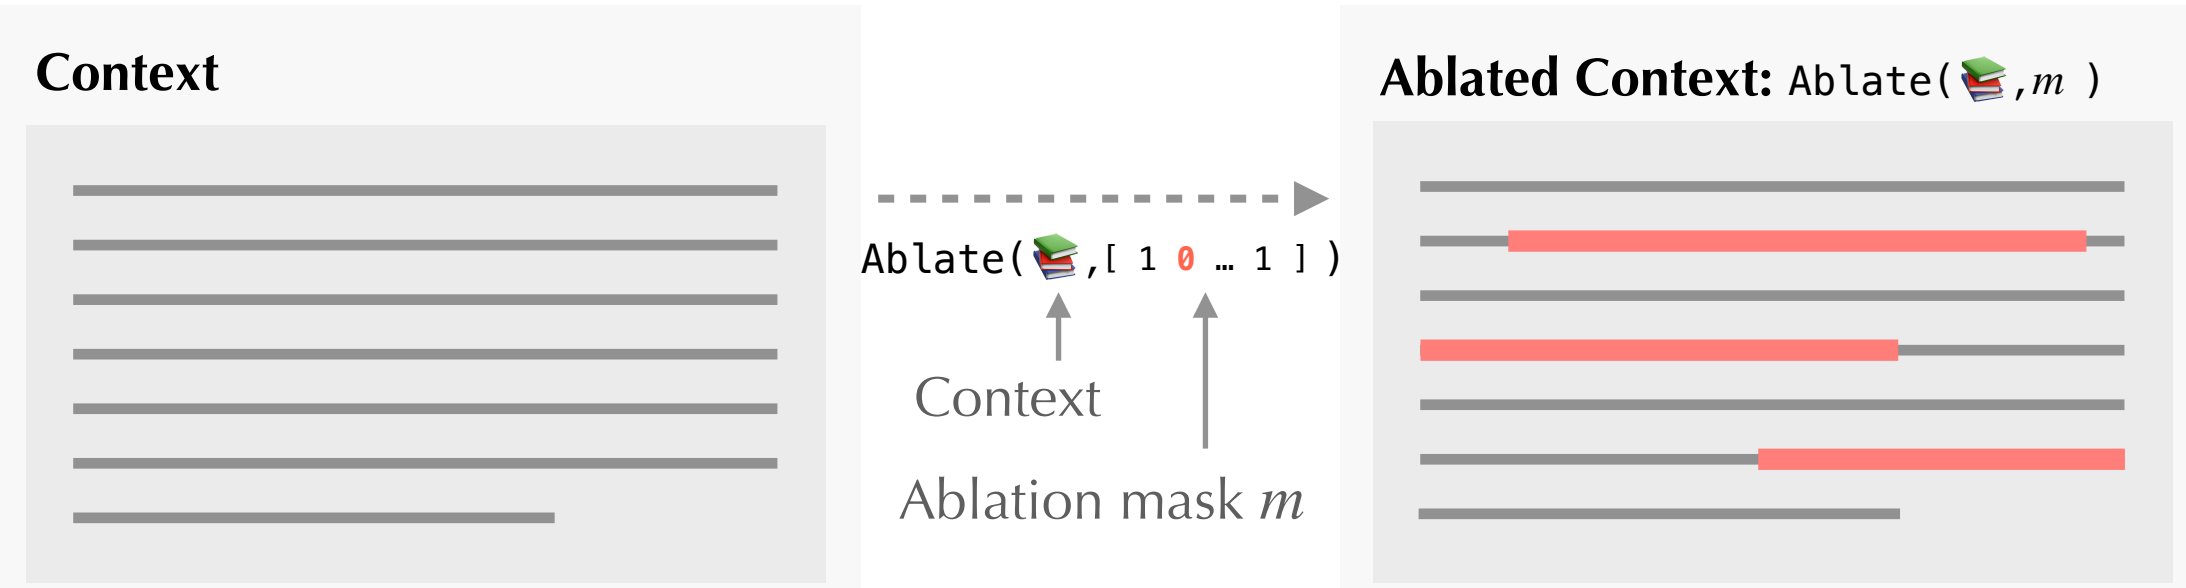 Context
Ablate(📚,[ 1 0 … 1 ])
Context
Ablation mask m
Ablated Context: Ablate(📚,m )